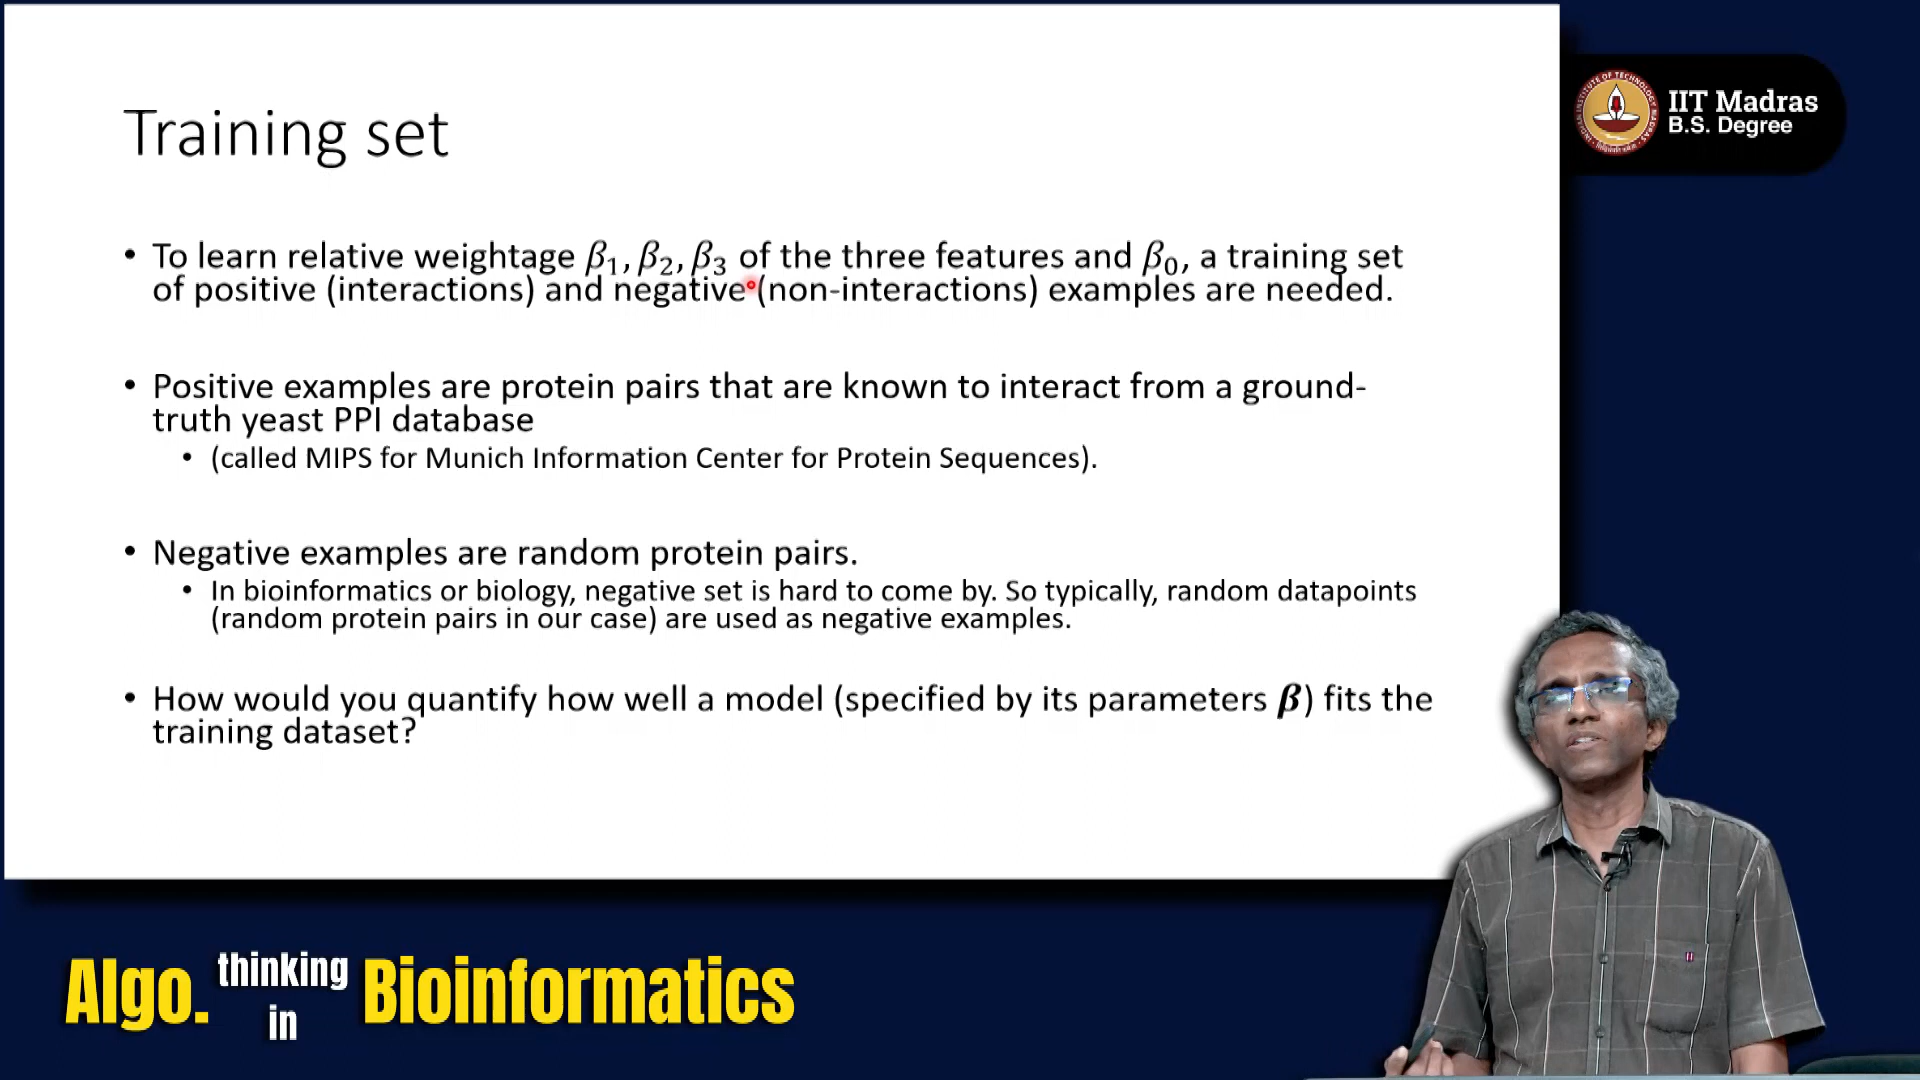 Training set
• To learn relative weightage β₁, β₂, β₃ of the three features and β₀, a training set
of positive (interactions) and negative (non-interactions) examples are needed.
• Positive examples are protein pairs that are known to interact from a ground-
truth yeast PPI database
• (called MIPS for Munich Information Center for Protein Sequences).
• Negative examples are random protein pairs.
• In bioinformatics or biology, negative set is hard to come by. So typically, random datapoints
(random protein pairs in our case) are used as negative examples.
• How would you quantify how well a model (specified by its parameters β) fits the
training dataset?
IIT Madras
B.S. Degree
Algo. thinking in Bioinformatics